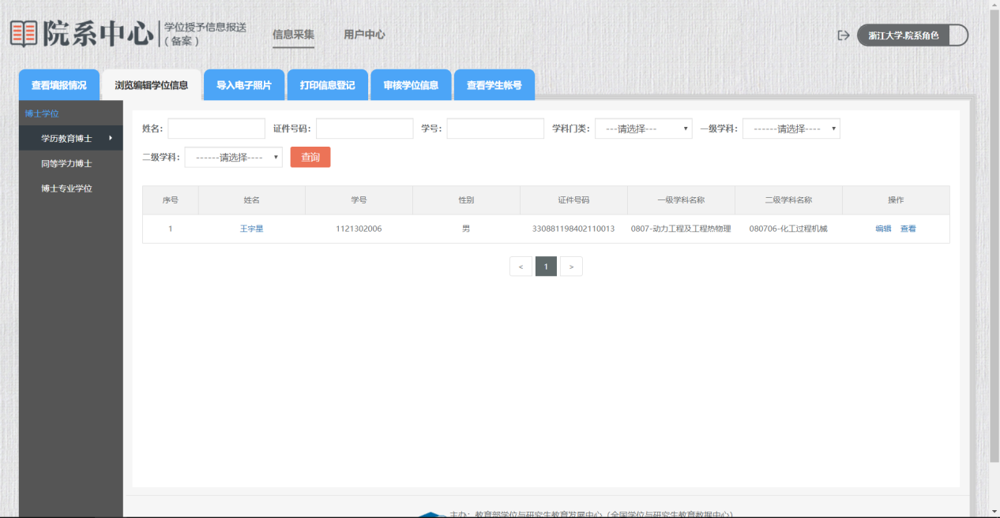 院系中心 学位授予信息报送
(备案)
信息采集 用户中心
浙江大学.院系角色
查看填报情况 浏览编辑学位信息 导入电子照片 打印信息登记 审核学位信息 查看学生帐号
博士学位
学历教育博士
同等学力博士
博士专业学位
姓名: 证件号码: 学号: 学科门类: ---请选择--- 一级学科: ------请选择----
二级学科: ------请选择---- 查询
序号 姓名 学号 性别 证件号码 一级学科名称 二级学科名称 操作
1 王宇星 1121302006 男 330881198402110013 0807-动力工程及工程热物理 080706-化工过程机械 编辑 查看
< 1 >
主办: 教育部学位与研究生教育发展中心 (全国学位与研究生教育数据中心)